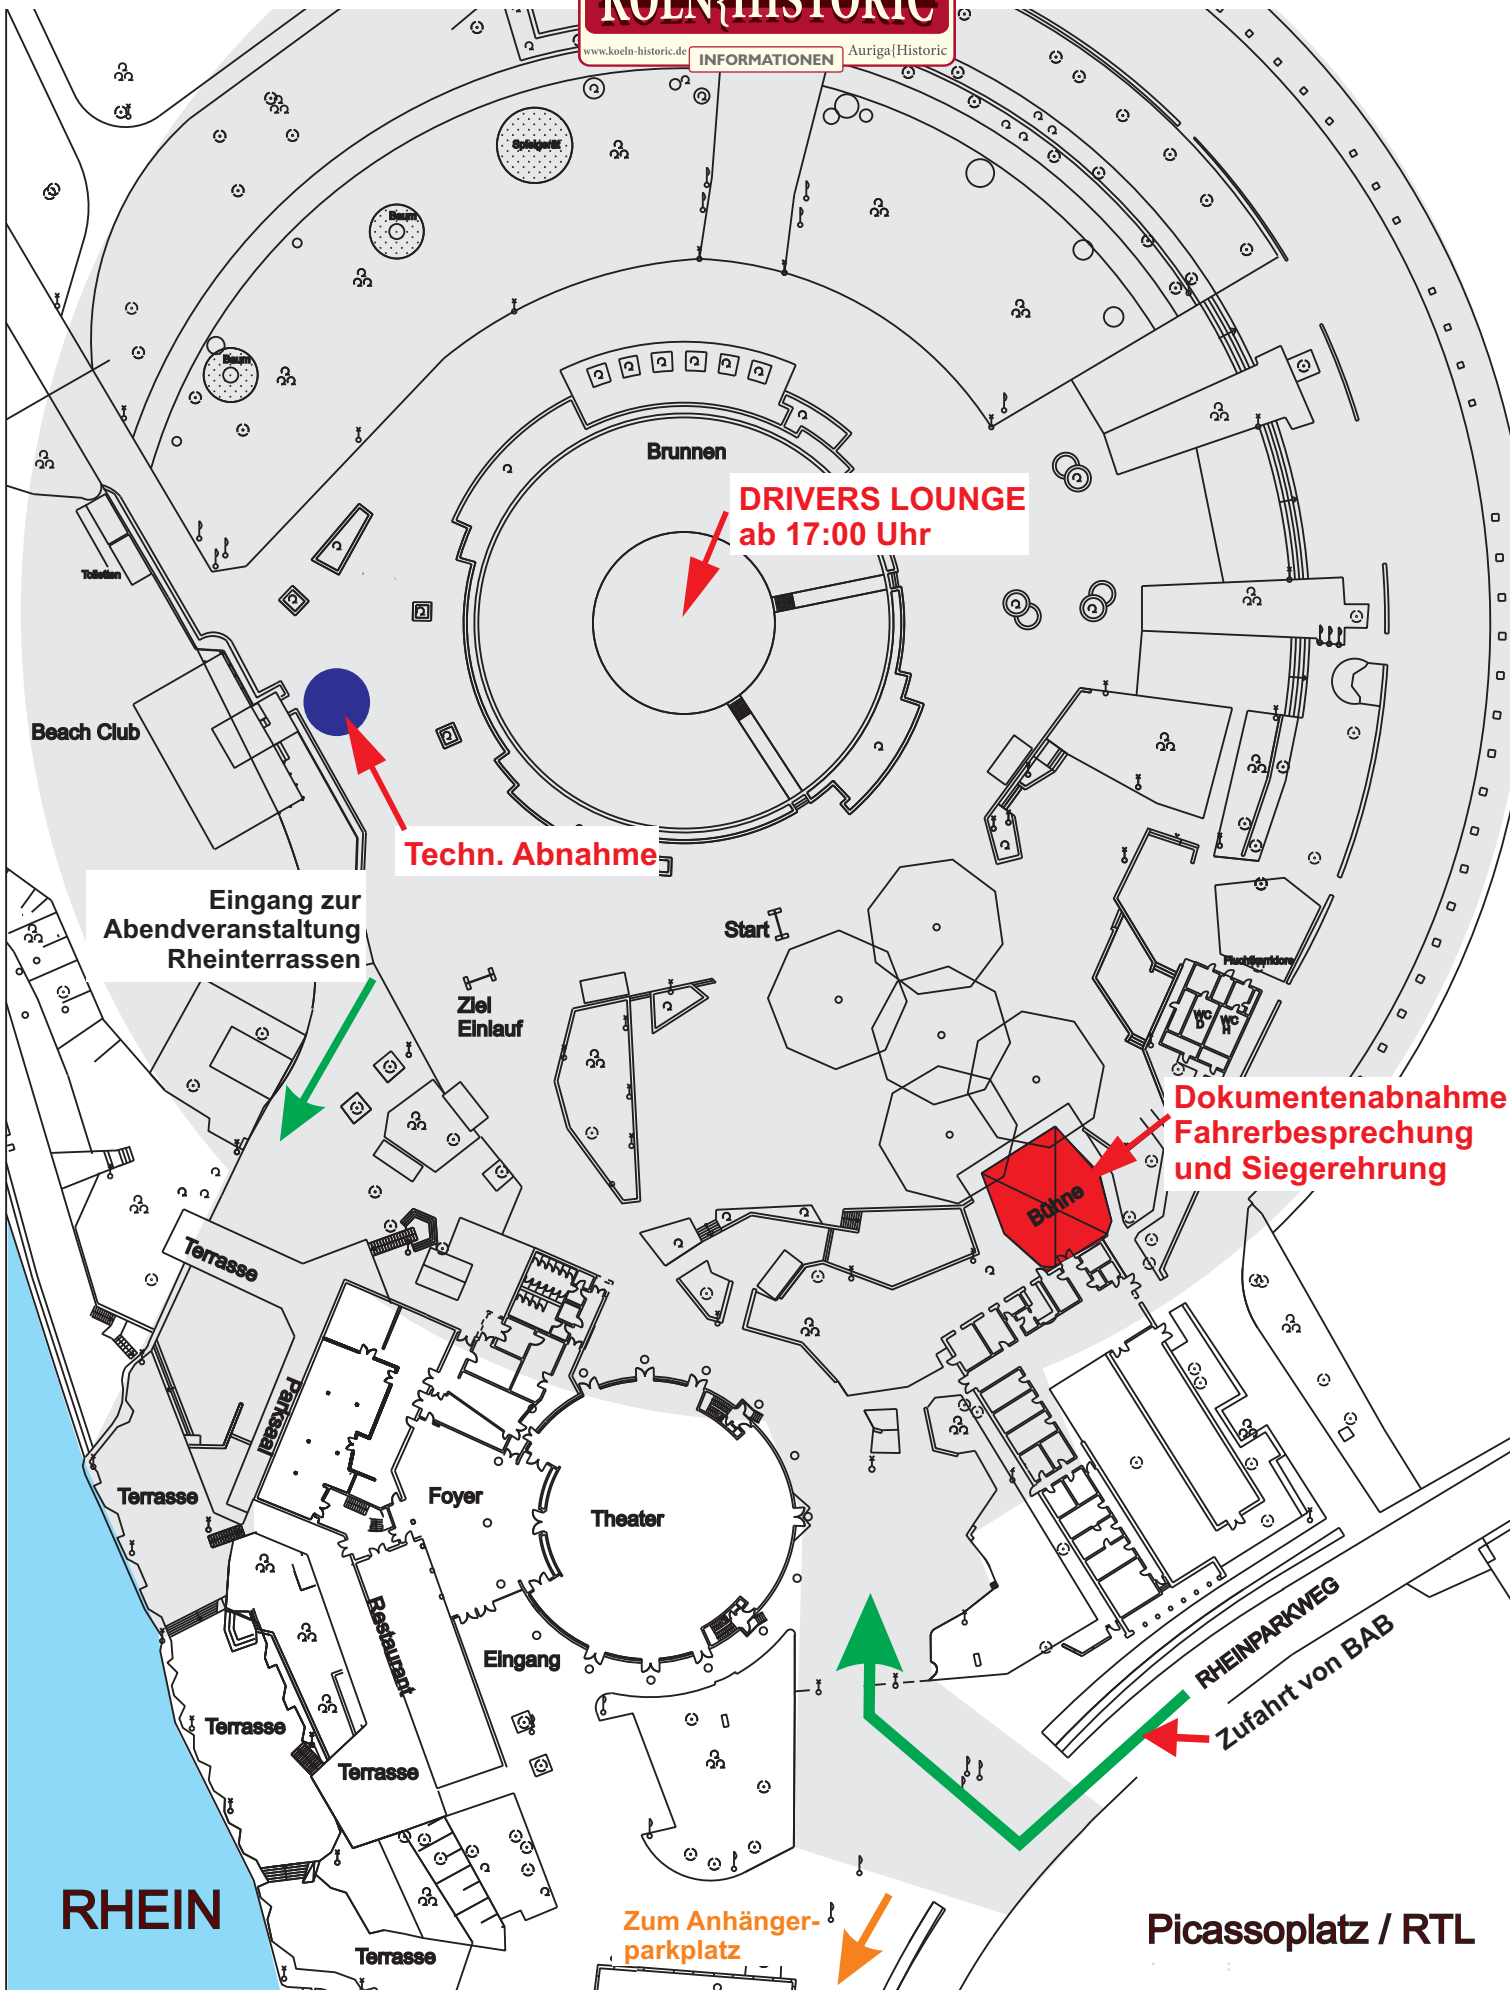 KÖLN{HISTORIC
www.koeln-historic.de
INFORMATIONEN
Auriga{Historic
Spielgerät
Baum
Baum
Brunnen
DRIVERS LOUNGE
ab 17:00 Uhr
Toiletten
Beach Club
Techn. Abnahme
Eingang zur
Abendveranstaltung
Rheinterrassen
Start
Ziel
Einlauf
Fluchtkorridore
WC
D
WC
H
Dokumentenabnahme
Fahrerbesprechung
und Siegerehrung
Bühne
Terrasse
Parksaal
Terrasse
Foyer
Theater
Restaurant
Eingang
RHEINPARKWEG
Zufahrt von BAB
Terrasse
Terrasse
RHEIN
Zum Anhänger-
parkplatz
Picassoplatz / RTL
Terrasse